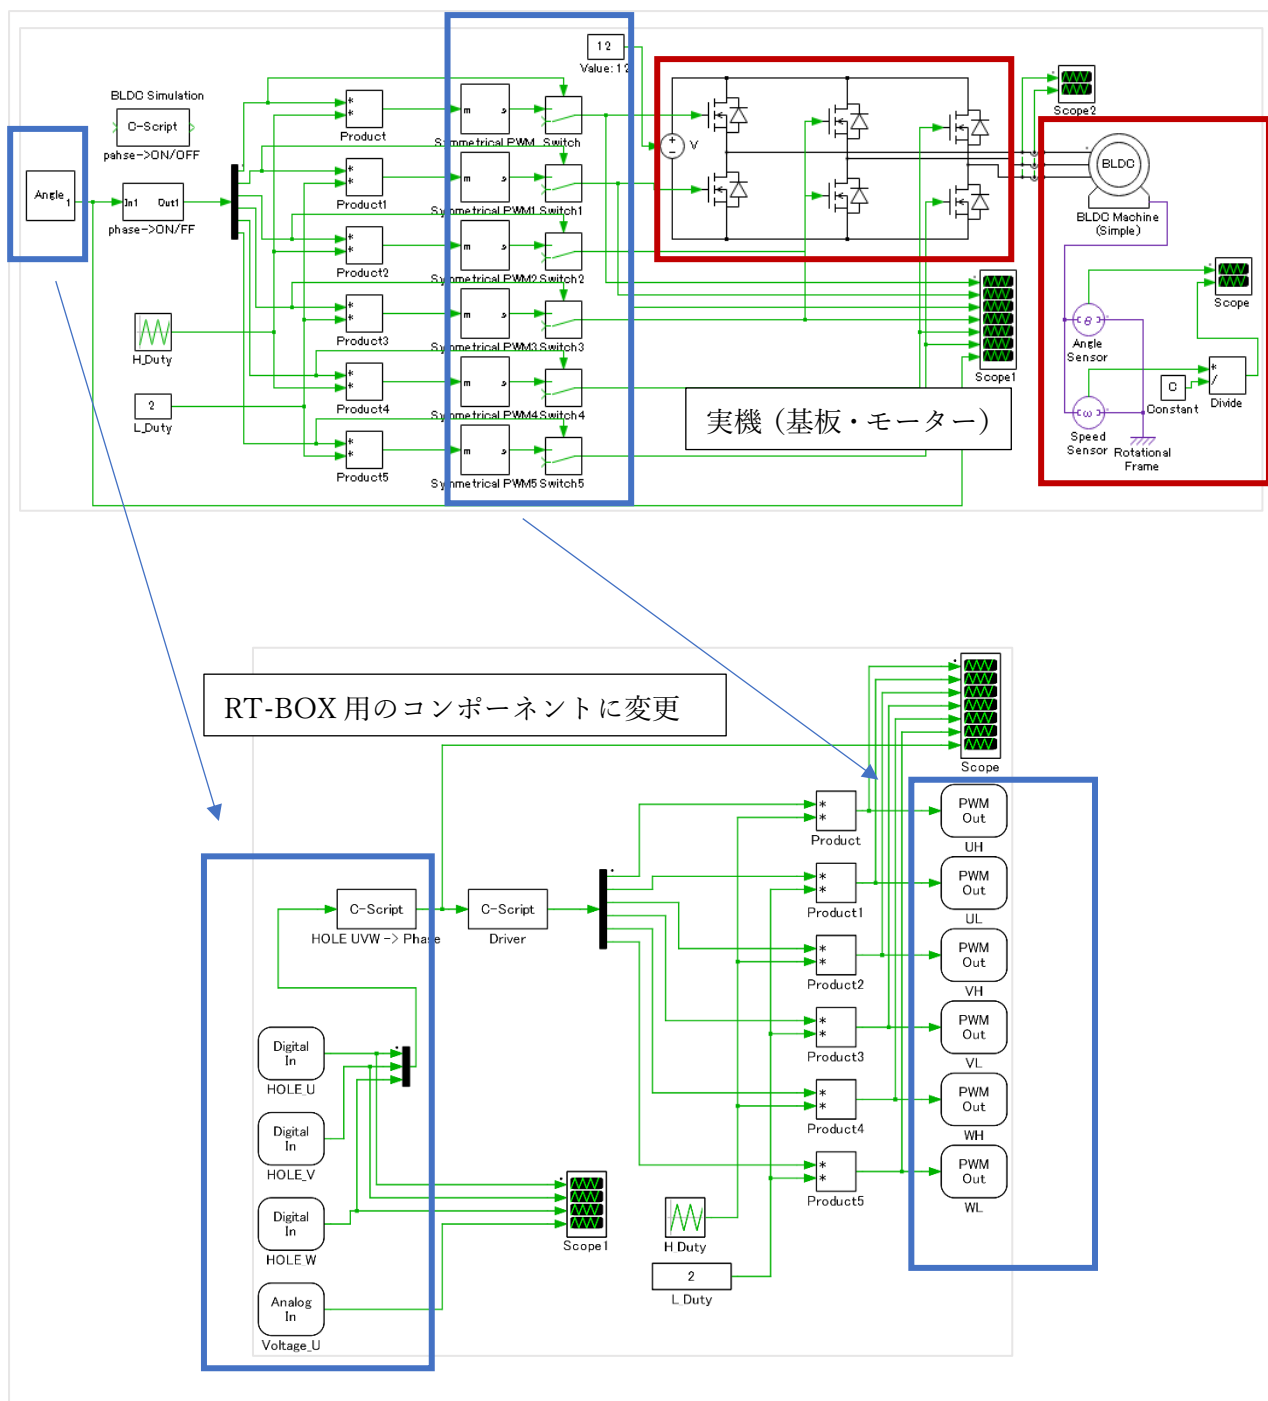 12
Value: 12
BLDC Simulation
C-Script
pahse->ON/OFF
Angle
1
In1 Out1
phase->ON/FF
H_Duty
2
L_Duty
*
*
Product
*
*
Product1
*
*
Product2
*
*
Product3
*
*
Product4
*
*
Product5
m s
Symmetrical PWM Switch
m s
Symmetrical PWM1 Switch1
m s
Symmetrical PWM2 Switch2
m s
Symmetrical PWM3 Switch3
m s
Symmetrical PWM4 Switch4
m s
Symmetrical PWM5 Switch5
V
Scope2
BLDC
BLDC Machine
(Simple)
Scope
θ
Angle
Sensor
Scope1
C
Constant
*
/
Divide
ω
Speed
Sensor
Rotational
Frame
実機（基板・モーター）
RT-BOX 用のコンポーネントに変更
Scope
C-Script
HOLE UVW -> Phase
C-Script
Driver
*
*
Product
*
*
Product1
*
*
Product2
*
*
Product3
*
*
Product4
*
*
Product5
PWM
Out
UH
PWM
Out
UL
PWM
Out
VH
PWM
Out
VL
PWM
Out
WH
PWM
Out
WL
Digital
In
HOLE_U
Digital
In
HOLE_V
Digital
In
HOLE_W
Analog
In
Voltage_U
Scope1
H_Duty
2
L_Duty